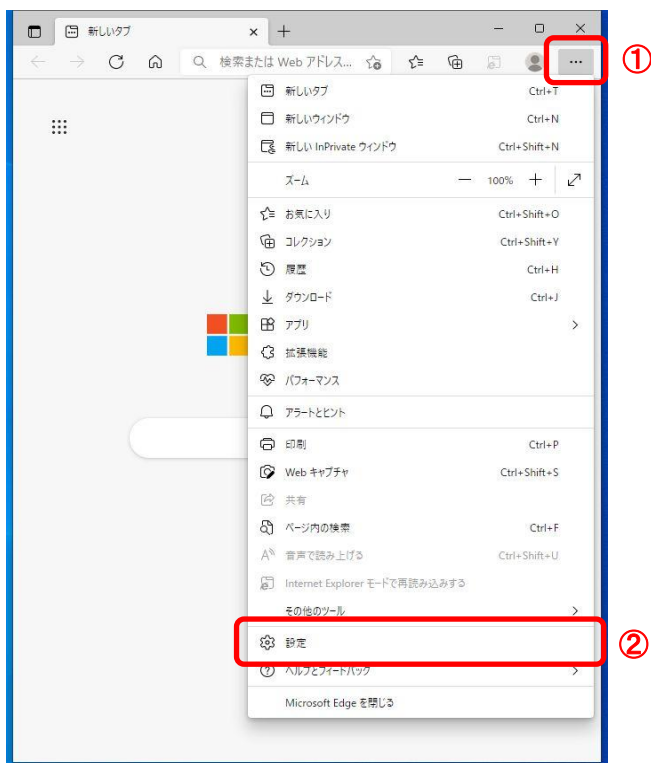 新しいタブ
検索または Web アドレス...
①
新しいタブ Ctrl+T
新しいウィンドウ Ctrl+N
新しい InPrivate ウィンドウ Ctrl+Shift+N
ズーム 100%
お気に入り Ctrl+Shift+O
コレクション Ctrl+Shift+Y
履歴 Ctrl+H
ダウンロード Ctrl+J
アプリ
拡張機能
パフォーマンス
アラートとヒント
印刷 Ctrl+P
Web キャプチャ Ctrl+Shift+S
共有
ページ内の検索 Ctrl+F
音声で読み上げる Ctrl+Shift+U
Internet Explorer モードで再読み込みする
その他のツール
設定
②
ヘルプとフィードバック
Microsoft Edge を閉じる